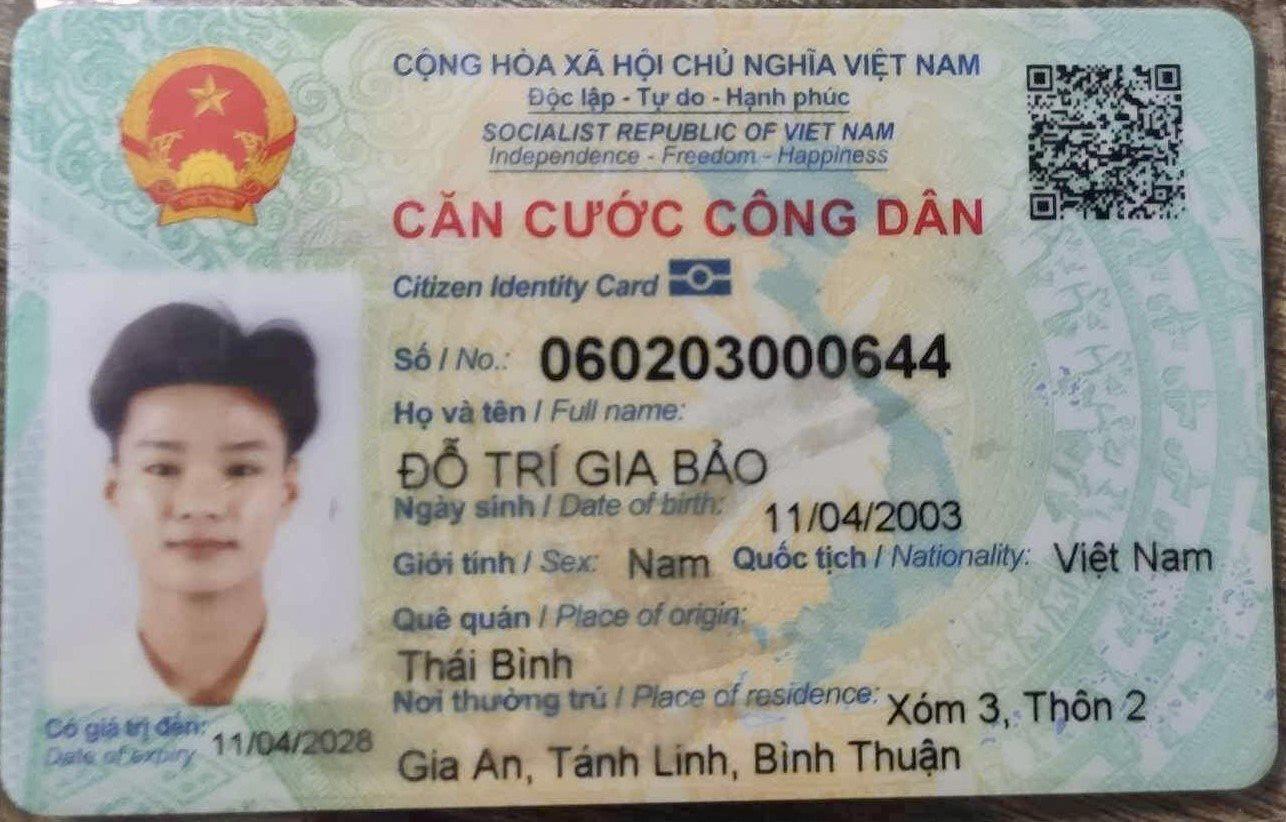 CỘNG HÒA XÃ HỘI CHỦ NGHĨA VIỆT NAM
Độc lập - Tự do - Hạnh phúc
SOCIALIST REPUBLIC OF VIET NAM
Independence - Freedom - Happiness
CĂN CƯỚC CÔNG DÂN
Citizen Identity Card
Số / No.: 060203000644
Họ và tên / Full name:
ĐỖ TRÍ GIA BẢO
Ngày sinh / Date of birth: 11/04/2003
Giới tính / Sex: Nam Quốc tịch / Nationality: Việt Nam
Quê quán / Place of origin:
Thái Bình
Nơi thường trú / Place of residence: Xóm 3, Thôn 2
Gia An, Tánh Linh, Bình Thuận
Có giá trị đến: 11/04/2028
Date of expiry